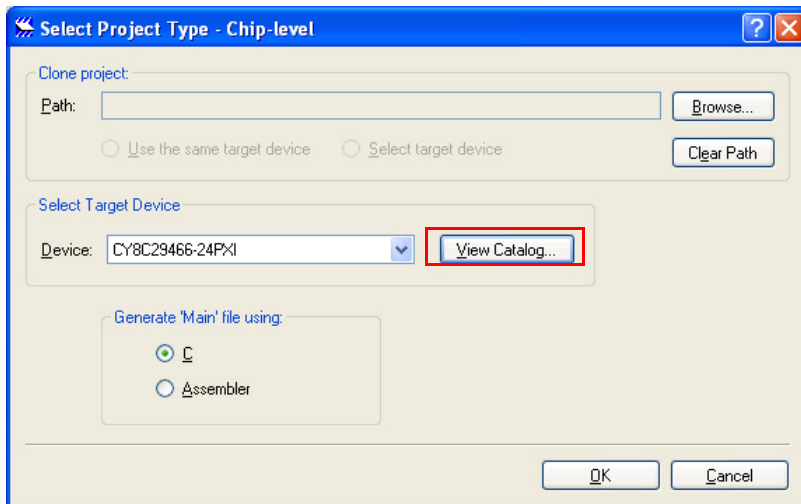 Select Project Type - Chip-level
Clone project:
Path:
Browse...
Use the same target device
Select target device
Clear Path
Select Target Device
Device:
CY8C29466-24PXI
View Catalog...
Generate 'Main' file using:
C
Assembler
OK
Cancel